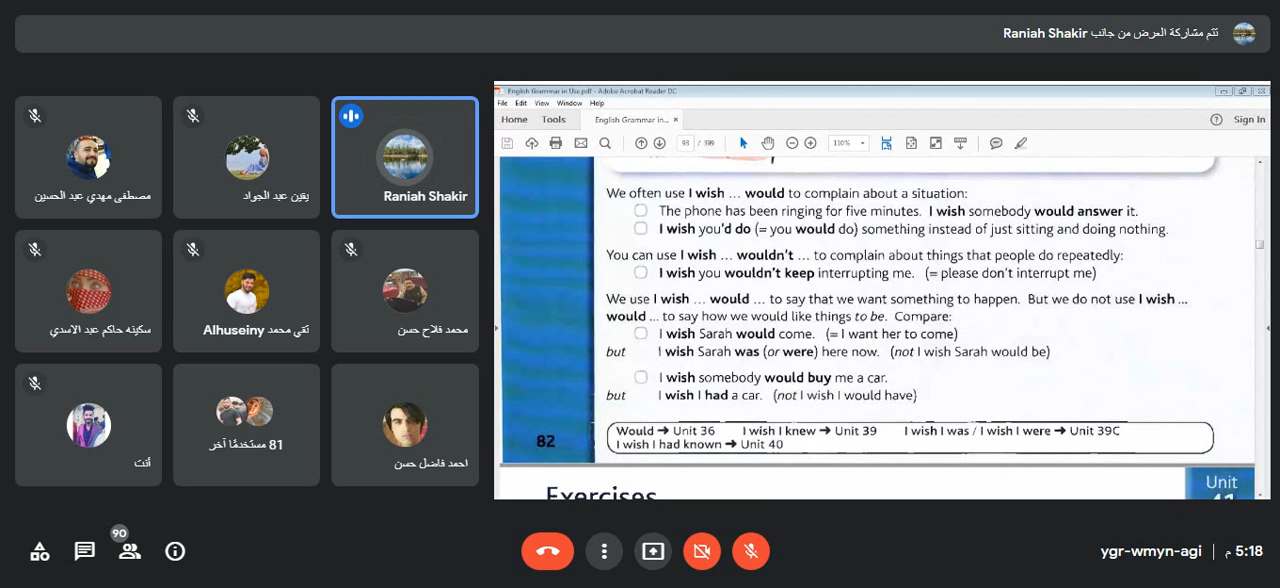 تتم مشاركة العرض من جانب Raniah Shakir
مصطفى مهدي عبد الحسين
يقين عبد الجواد
Raniah Shakir
سكينه حاكم عبد الاسدي
تقى محمد Alhuseiny
محمد فلاح حسن
أنت
81 مستخدمًا آخر
احمد فاضل حسن
English Grammar in Use.pdf - Adobe Acrobat Reader DC
File Edit View Window Help
Home Tools English Grammar in... × Sign In
93 / 399 110%
We often use I wish ... would to complain about a situation:
The phone has been ringing for five minutes. I wish somebody would answer it.
I wish you'd do (= you would do) something instead of just sitting and doing nothing.
You can use I wish ... wouldn't ... to complain about things that people do repeatedly:
I wish you wouldn't keep interrupting me. (= please don't interrupt me)
We use I wish ... would ... to say that we want something to happen. But we do not use I wish ...
would ... to say how we would like things to be. Compare:
I wish Sarah would come. (= I want her to come)
but I wish Sarah was (or were) here now. (not I wish Sarah would be)
I wish somebody would buy me a car.
but I wish I had a car. (not I wish I would have)
82
Would → Unit 36 I wish I knew → Unit 39 I wish I was / I wish I were → Unit 39C
I wish I had known → Unit 40
Exercises
Unit
41
90
ygr-wmyn-agi | 5:18 م